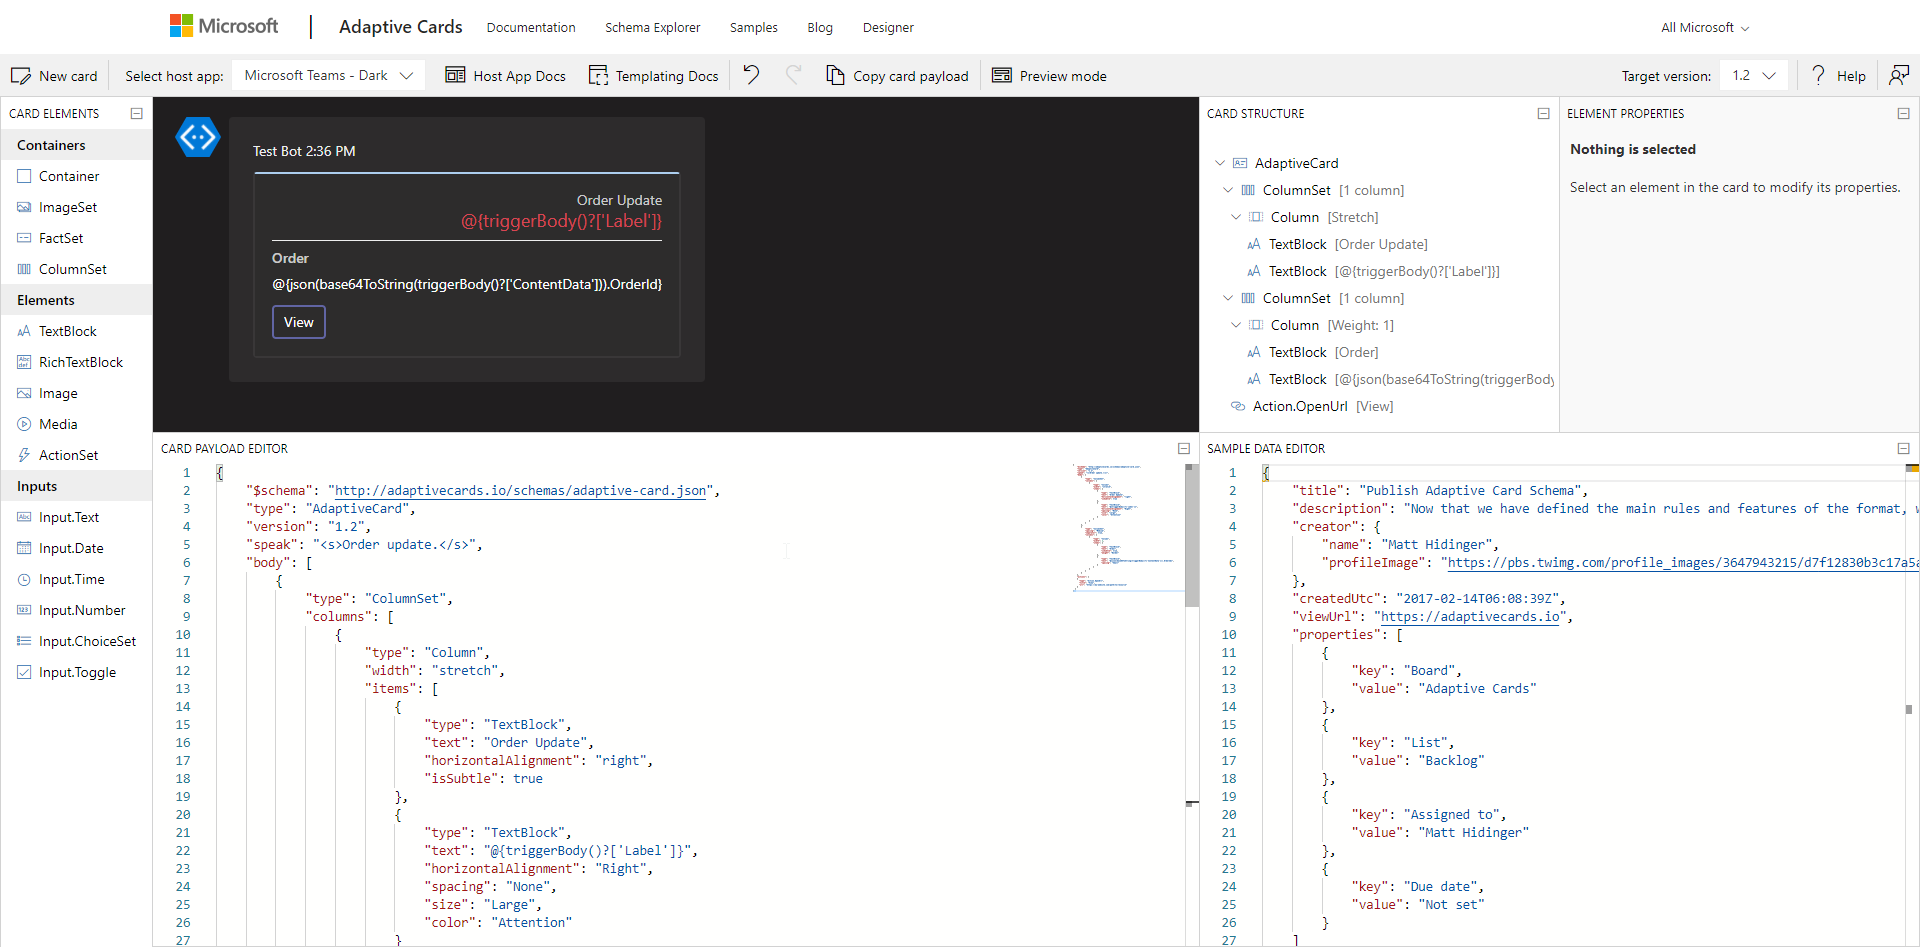 Microsoft
Adaptive Cards
Documentation
Schema Explorer
Samples
Blog
Designer
All Microsoft
New card
Select host app:
Microsoft Teams - Dark
Host App Docs
Templating Docs
Copy card payload
Preview mode
Target version:
1.2
Help
CARD ELEMENTS
Containers
Container
ImageSet
FactSet
ColumnSet
Elements
TextBlock
RichTextBlock
Image
Media
ActionSet
Inputs
Input.Text
Input.Date
Input.Time
Input.Number
Input.ChoiceSet
Input.Toggle
Test Bot 2:36 PM
Order Update
@{triggerBody()?['Label']}
Order
@{json(base64ToString(triggerBody()?['ContentData'])).OrderId}
View
CARD STRUCTURE
AdaptiveCard
ColumnSet [1 column]
Column [Stretch]
TextBlock [Order Update]
TextBlock [@{triggerBody()?['Label']}]
ColumnSet [1 column]
Column [Weight: 1]
TextBlock [Order]
TextBlock [@{json(base64ToString(triggerBody
Action.OpenUrl [View]
ELEMENT PROPERTIES
Nothing is selected
Select an element in the card to modify its properties.
CARD PAYLOAD EDITOR
1 {
2 "$schema": "http://adaptivecards.io/schemas/adaptive-card.json",
3 "type": "AdaptiveCard",
4 "version": "1.2",
5 "speak": "<s>Order update.</s>",
6 "body": [
7 {
8 "type": "ColumnSet",
9 "columns": [
10 {
11 "type": "Column",
12 "width": "stretch",
13 "items": [
14 {
15 "type": "TextBlock",
16 "text": "Order Update",
17 "horizontalAlignment": "right",
18 "isSubtle": true
19 },
20 {
21 "type": "TextBlock",
22 "text": "@{triggerBody()?['Label']}",
23 "horizontalAlignment": "Right",
24 "spacing": "None",
25 "size": "Large",
26 "color": "Attention"
27 }
SAMPLE DATA EDITOR
1 {
2 "title": "Publish Adaptive Card Schema",
3 "description": "Now that we have defined the main rules and features of the format, w
4 "creator": {
5 "name": "Matt Hidinger",
6 "profileImage": "https://pbs.twimg.com/profile_images/3647943215/d7f12830b3c17a5a
7 },
8 "createdUtc": "2017-02-14T06:08:39Z",
9 "viewUrl": "https://adaptivecards.io",
10 "properties": [
11 {
12 "key": "Board",
13 "value": "Adaptive Cards"
14 },
15 {
16 "key": "List",
17 "value": "Backlog"
18 },
19 {
20 "key": "Assigned to",
21 "value": "Matt Hidinger"
22 },
23 {
24 "key": "Due date",
25 "value": "Not set"
26 }
27 ]